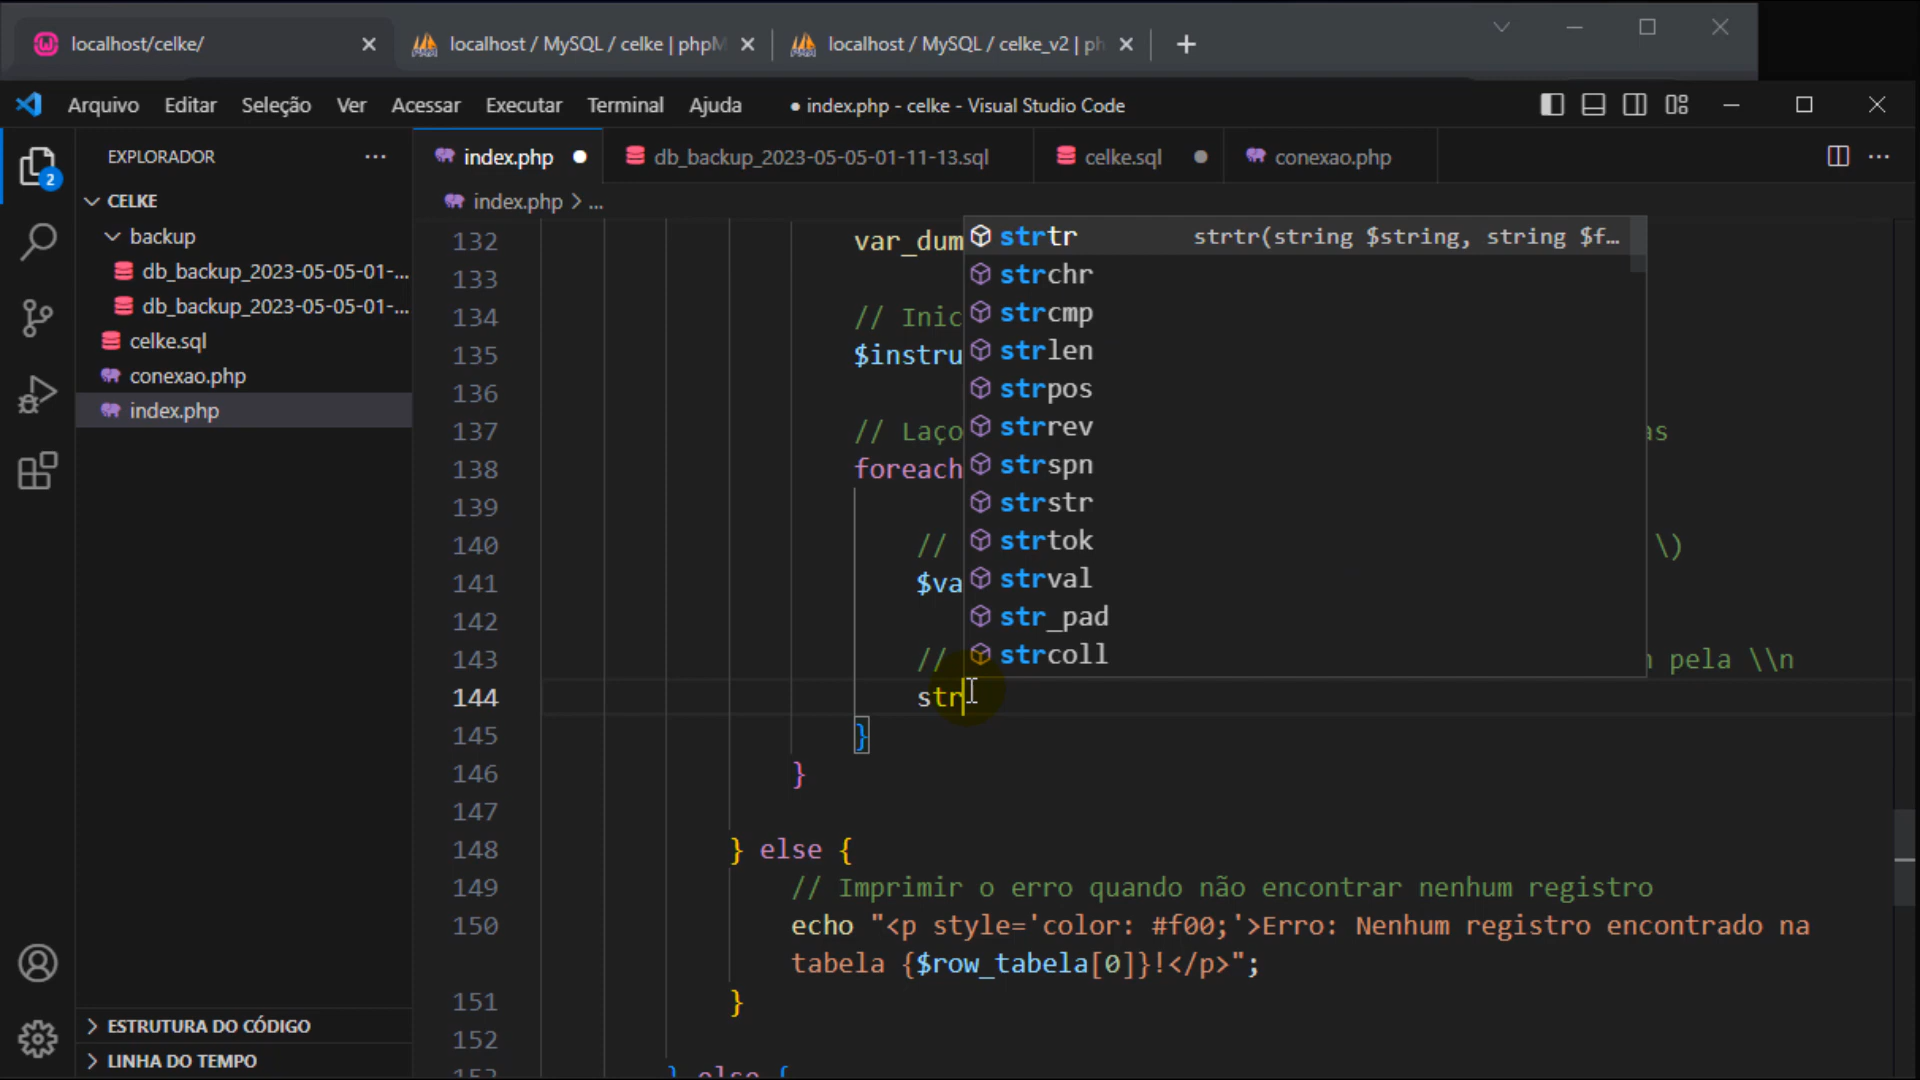 localhost/celke/
localhost / MySQL / celke | phpM
localhost / MySQL / celke_v2 | ph
Arquivo Editar Seleção Ver Acessar Executar Terminal Ajuda
● index.php - celke - Visual Studio Code
EXPLORADOR
index.php
db_backup_2023-05-05-01-11-13.sql
celke.sql
conexao.php
2
CELKE
index.php > ...
backup
db_backup_2023-05-05-01-...
db_backup_2023-05-05-01-...
celke.sql
conexao.php
index.php
ESTRUTURA DO CÓDIGO
LINHA DO TEMPO
132 var_dum
133
134 // Inic
135 $instru
136
137 // Laço as
138 foreach
139
140 // \)
141 $va
142
143 // pela \\n
144 str
145 }
146 }
147
148 } else {
149 // Imprimir o erro quando não encontrar nenhum registro
150 echo "<p style='color: #f00;'>Erro: Nenhum registro encontrado na
tabela {$row_tabela[0]}!</p>";
151 }
152
153 } else {
strtr strtr(string $string, string $f...
strchr
strcmp
strlen
strpos
strrev
strspn
strstr
strtok
strval
str_pad
strcoll